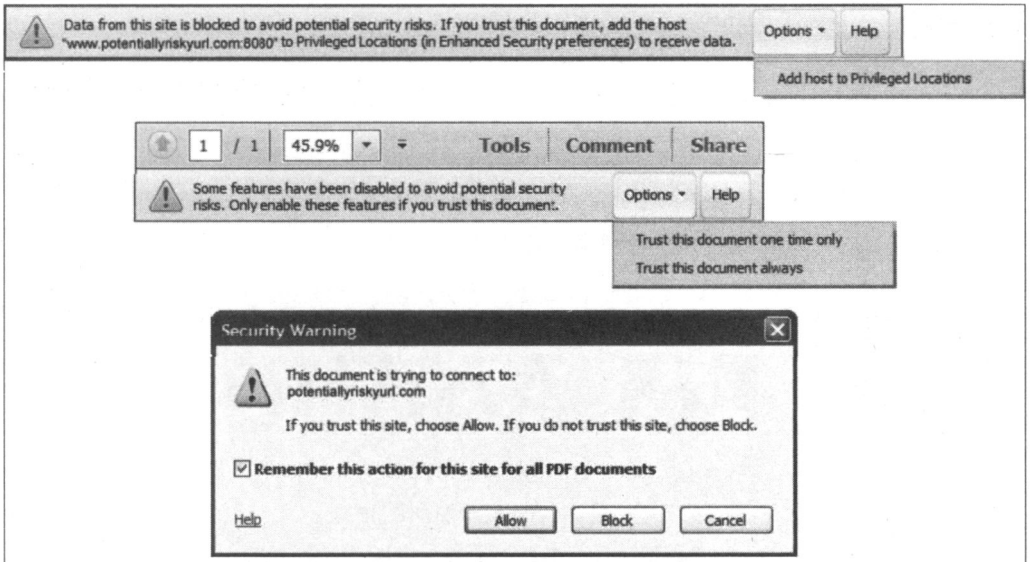 Data from this site is blocked to avoid potential security risks. If you trust this document, add the host
"www.potentiallyriskyurl.com:8080" to Privileged Locations (in Enhanced Security preferences) to receive data.
Options
Help
Add host to Privileged Locations
1 / 1
45.9%
Tools
Comment
Share
Some features have been disabled to avoid potential security
risks. Only enable these features if you trust this document.
Options
Help
Trust this document one time only
Trust this document always
Security Warning
This document is trying to connect to:
potentiallyriskyurl.com
If you trust this site, choose Allow. If you do not trust this site, choose Block.
Remember this action for this site for all PDF documents
Help
Allow
Block
Cancel